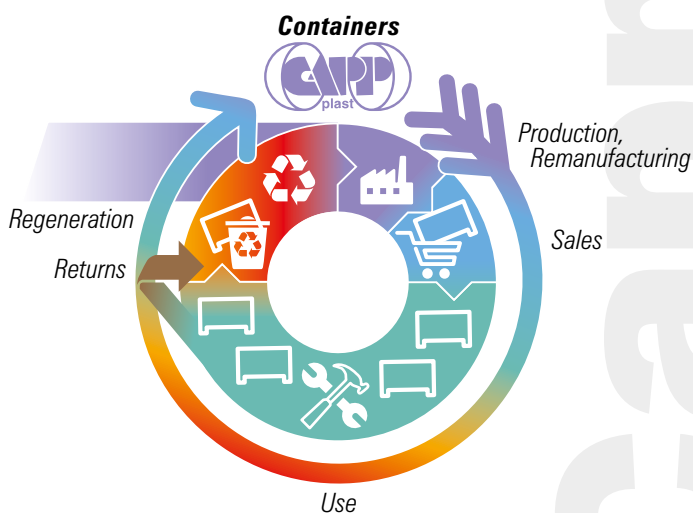 Containers
CAPP
plast
Production,
Remanufacturing
Regeneration
Sales
Returns
Use